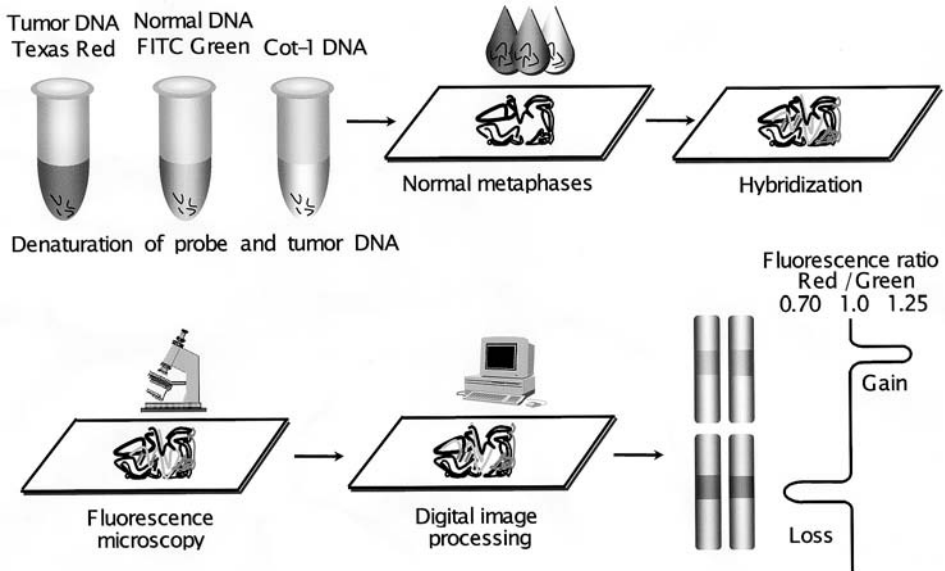 Tumor DNA
Texas Red
Normal DNA
FITC Green
Cot-1 DNA
Denaturation of probe and tumor DNA
Normal metaphases
Hybridization
Fluorescence
microscopy
Digital image
processing
Fluorescence ratio
Red / Green
0.70 1.0 1.25
Gain
Loss